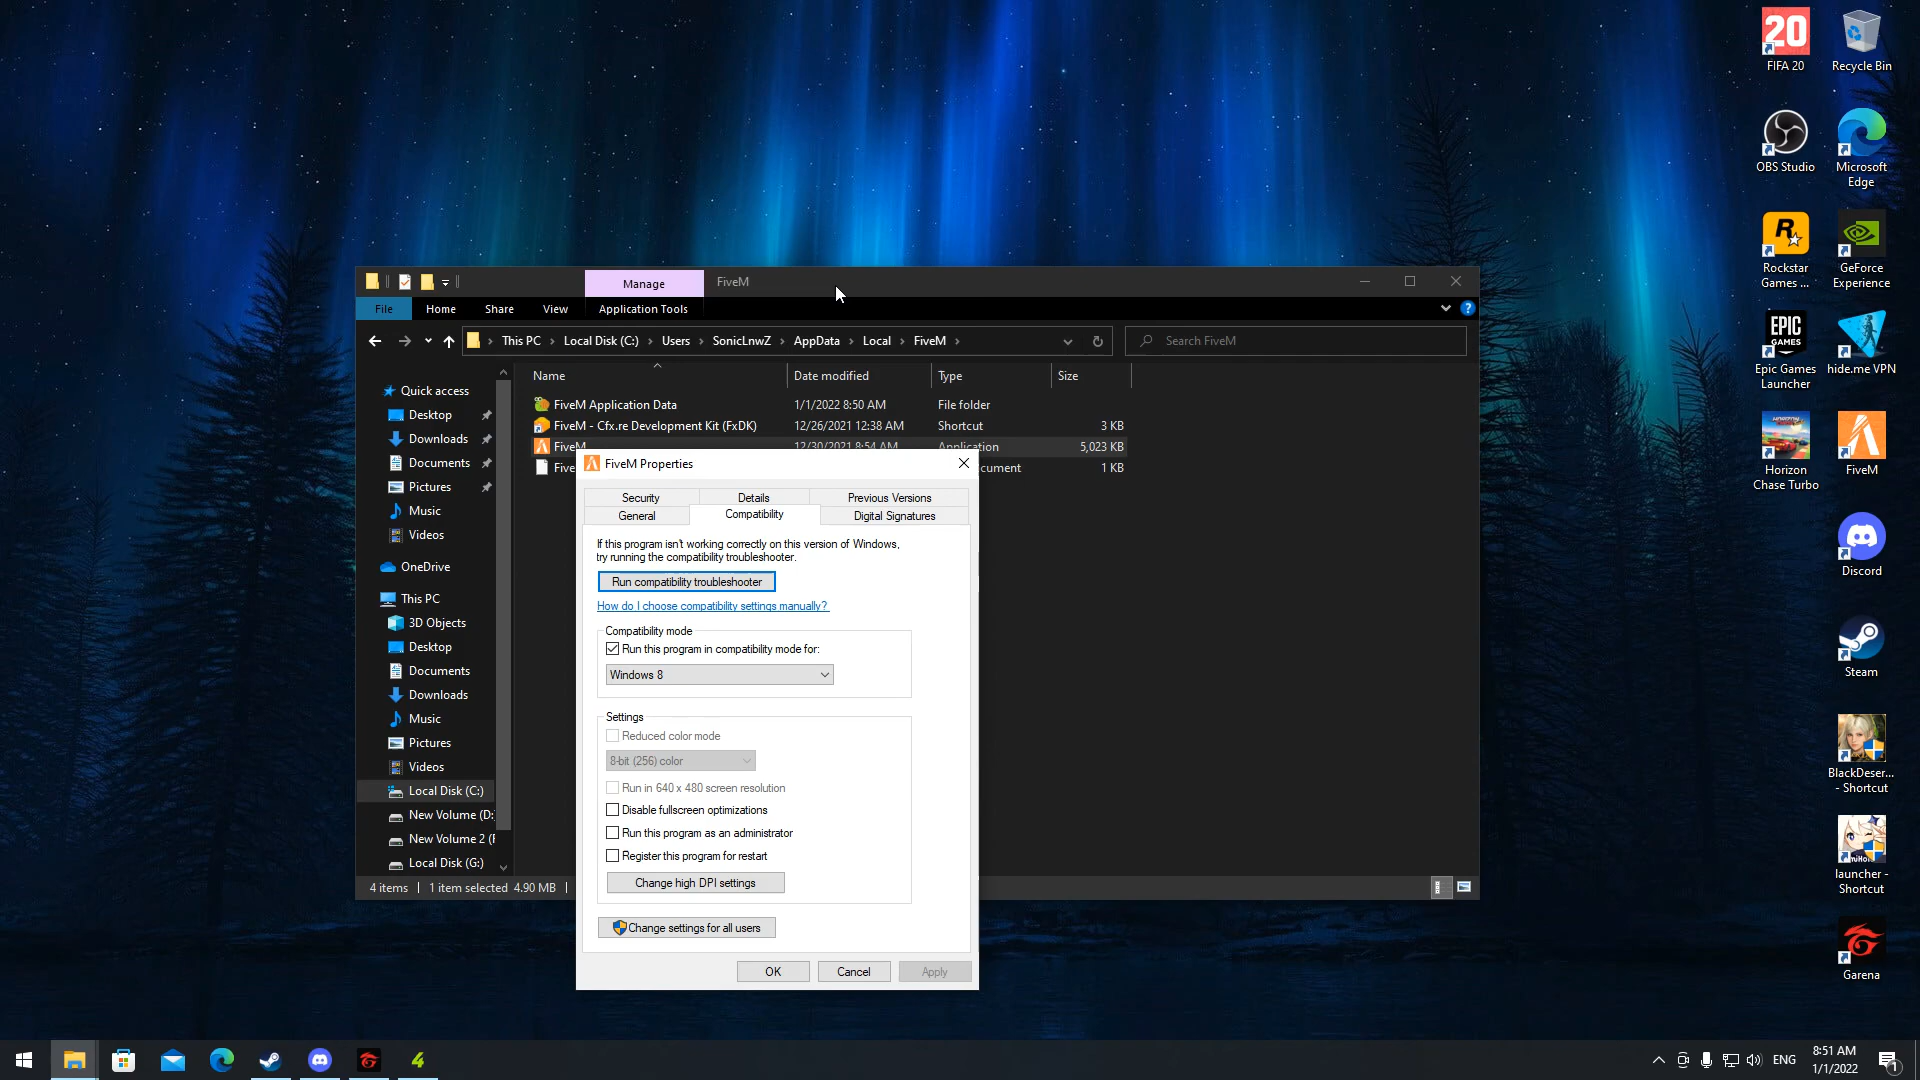 20
FIFA 20
Recycle Bin
OBS Studio
Microsoft
Edge
R
Rockstar
Games ...
GeForce
Experience
EPIC
GAMES
Epic Games
Launcher
hide.me VPN
Horizon
Chase Turbo
FiveM
Discord
Steam
BlackDeser...
- Shortcut
launcher -
Shortcut
Garena
Manage
FiveM
File
Home
Share
View
Application Tools
This PC
Local Disk (C:)
Users
SonicLnwZ
AppData
Local
FiveM
Search FiveM
Name
Date modified
Type
Size
FiveM Application Data
1/1/2022 8:50 AM
File folder
FiveM - Cfx.re Development Kit (FxDK)
12/26/2021 12:38 AM
Shortcut
3 KB
FiveM
12/30/2021 8:54 AM
Application
5,023 KB
Five
cument
1 KB
Quick access
Desktop
Downloads
Documents
Pictures
Music
Videos
OneDrive
This PC
3D Objects
Desktop
Documents
Downloads
Music
Pictures
Videos
Local Disk (C:)
New Volume (D:
New Volume 2 (F
Local Disk (G:)
4 items
1 item selected 4.90 MB
FiveM Properties
Security
Details
Previous Versions
General
Compatibility
Digital Signatures
If this program isn't working correctly on this version of Windows,
try running the compatibility troubleshooter.
Run compatibility troubleshooter
How do I choose compatibility settings manually?
Compatibility mode
Run this program in compatibility mode for:
Windows 8
Settings
Reduced color mode
8-bit (256) color
Run in 640 x 480 screen resolution
Disable fullscreen optimizations
Run this program as an administrator
Register this program for restart
Change high DPI settings
Change settings for all users
OK
Cancel
Apply
ENG
8:51 AM
1/1/2022
1